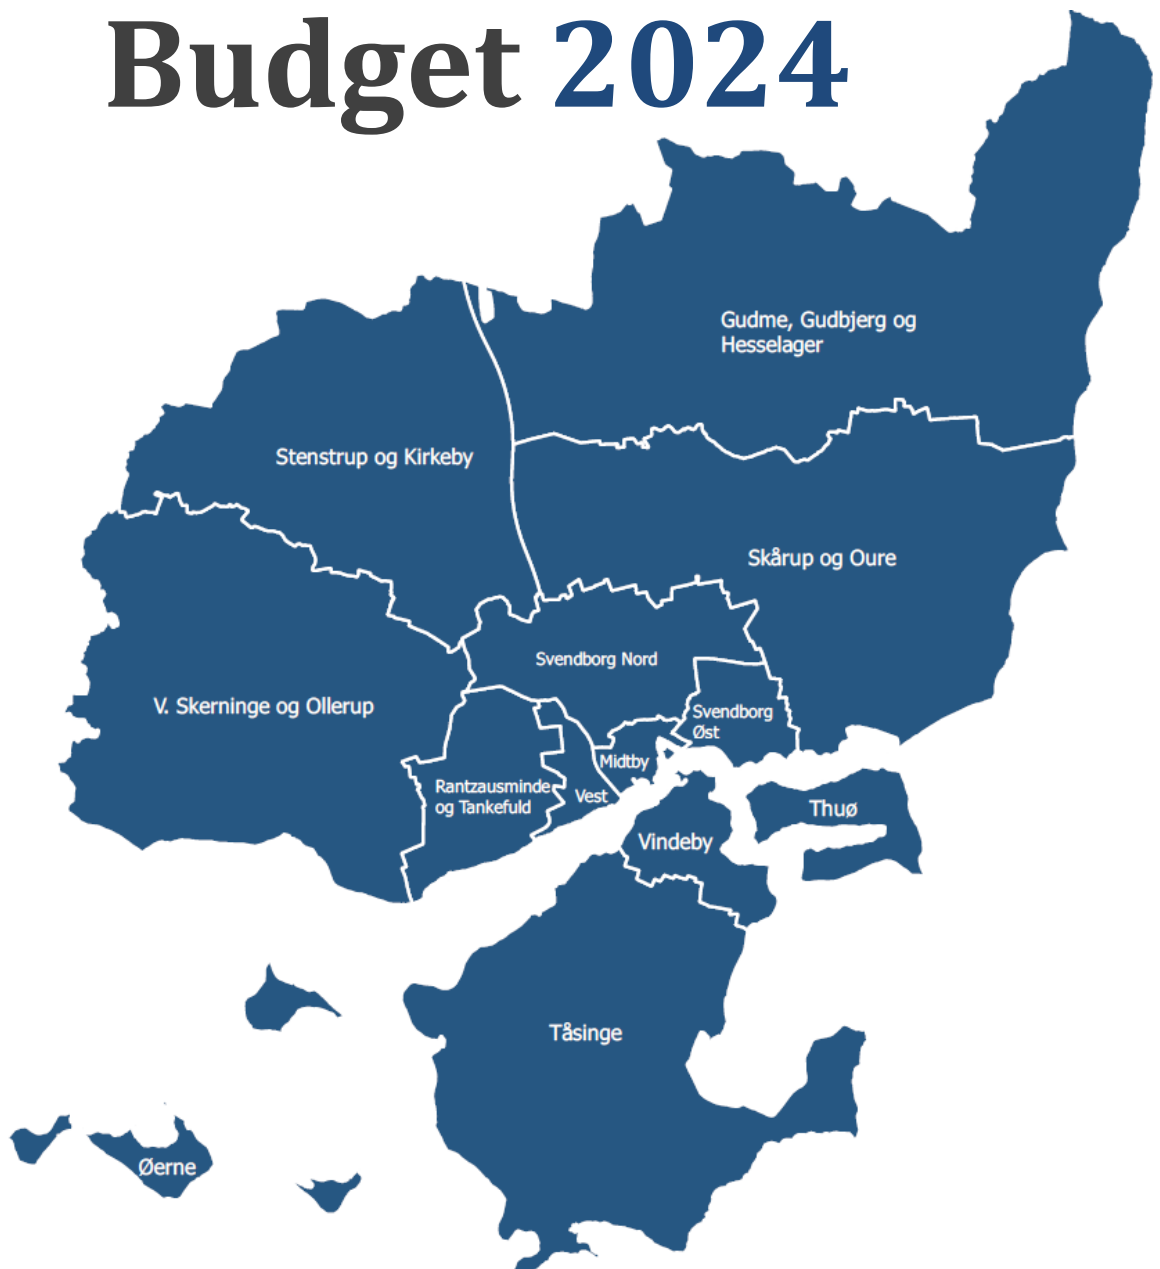 Budget 2024
Gudme, Gudbjerg og
Hesselager
Stenstrup og Kirkeby
Skårup og Oure
Svendborg Nord
V. Skerninge og Ollerup
Svendborg
Øst
Midtby
Rantzausminde
og Tankefuld
Vest
Thuø
Vindeby
Tåsinge
Øerne